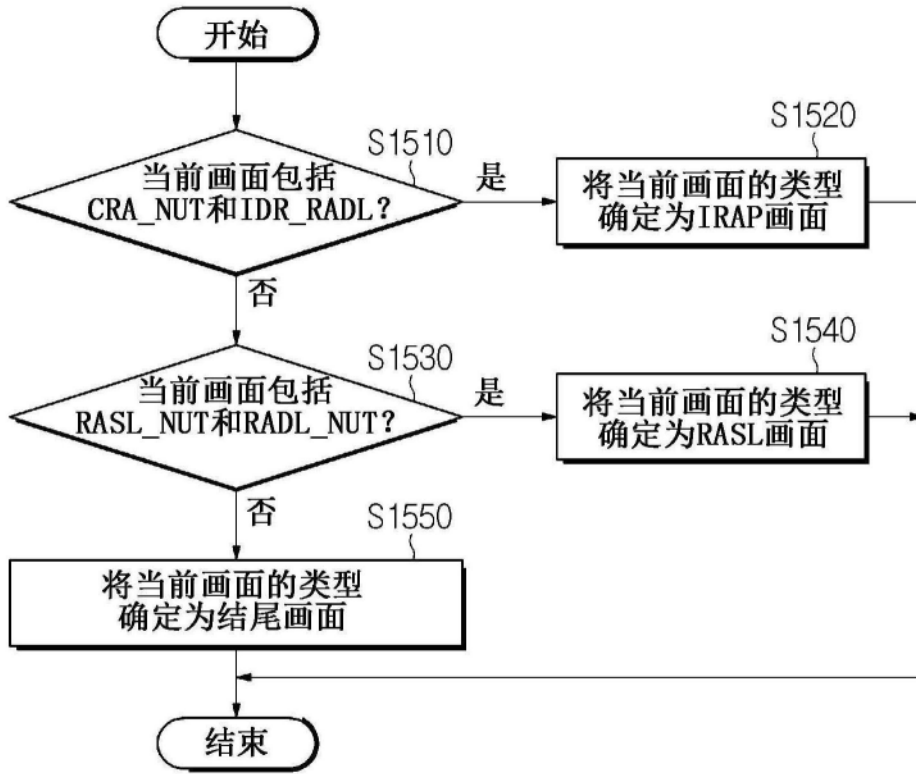 开始
S1510
当前画面包括
CRA_NUT和IDR_RADL?
是
S1520
将当前画面的类型
确定为IRAP画面
否
S1530
当前画面包括
RASL_NUT和RADL_NUT?
是
S1540
将当前画面的类型
确定为RASL画面
否
S1550
将当前画面的类型
确定为结尾画面
结束